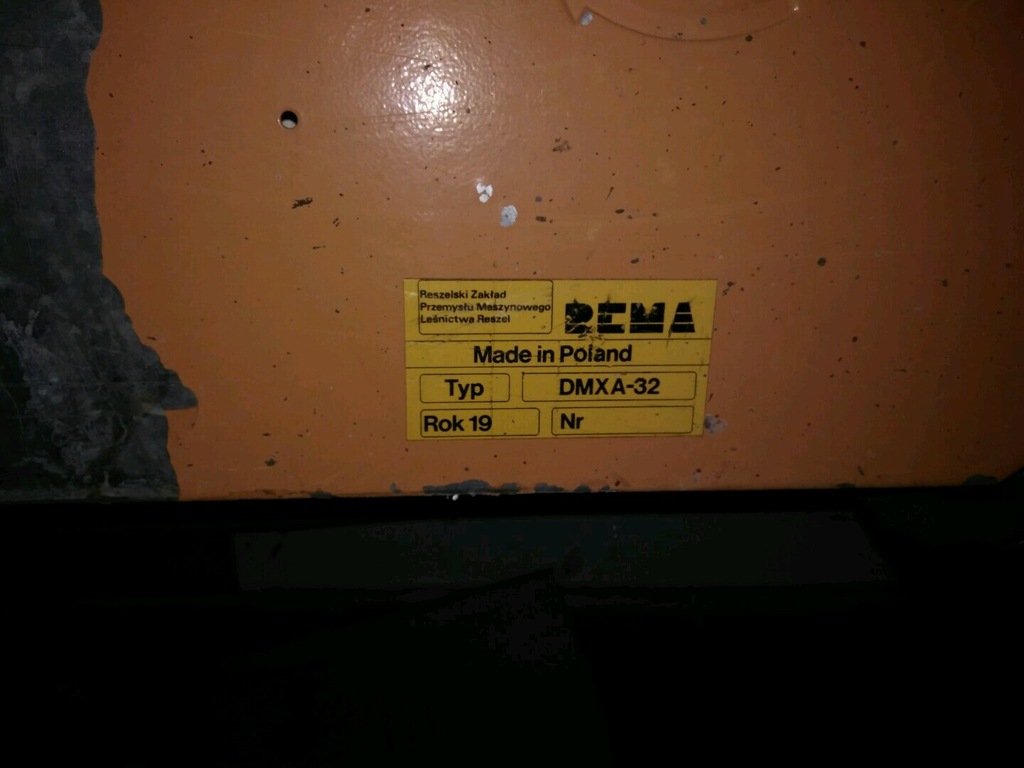 Reszelski Zakład
Przemysłu Maszynowego
Leśnictwa Reszel
REMA
Made in Poland
Typ DMXA-32
Rok 19 Nr